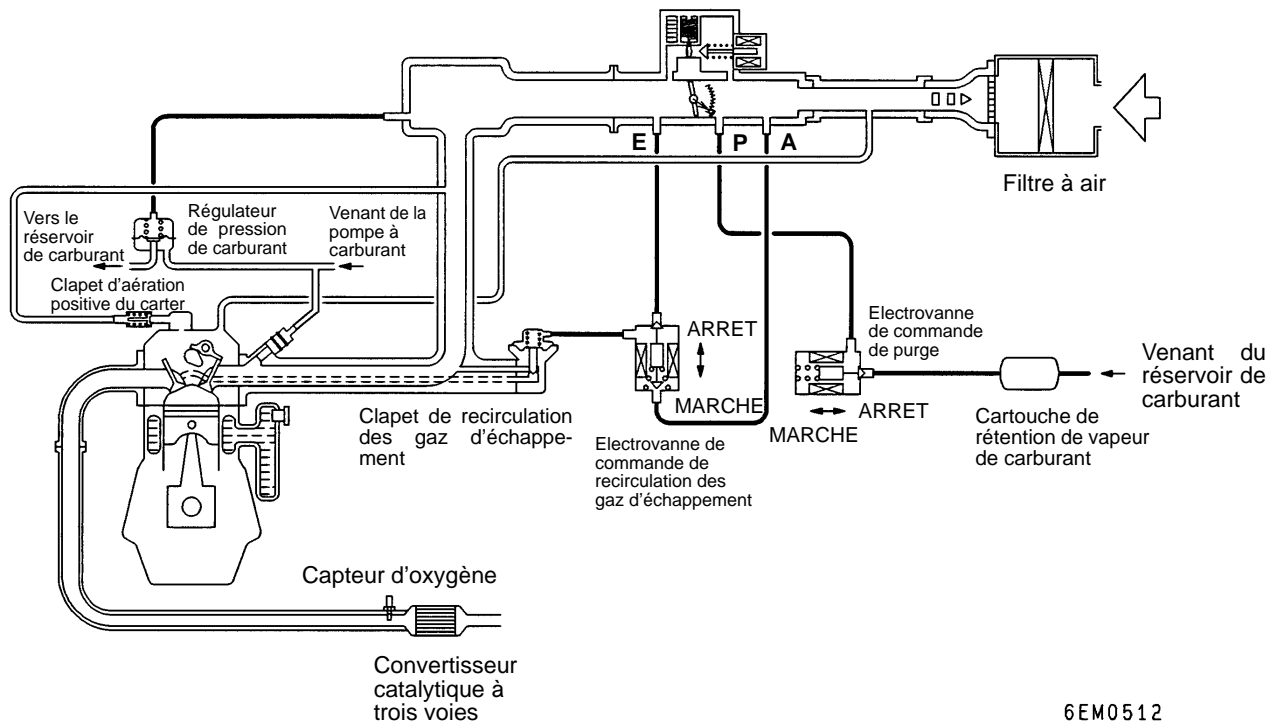 E
P
A
Filtre à air
Vers le
réservoir
de carburant
Régulateur
de pression
de carburant
Venant de la
pompe à
carburant
Clapet d'aération
positive du carter
ARRET
MARCHE
Electrovanne
de commande
de purge
ARRET
MARCHE
Venant du
réservoir de
carburant
Clapet de recirculation
des gaz d'échappe-
ment
Electrovanne de
commande de
recirculation des
gaz d'échappement
Cartouche de
rétention de vapeur
de carburant
Capteur d'oxygène
Convertisseur
catalytique à
trois voies
6EM0512